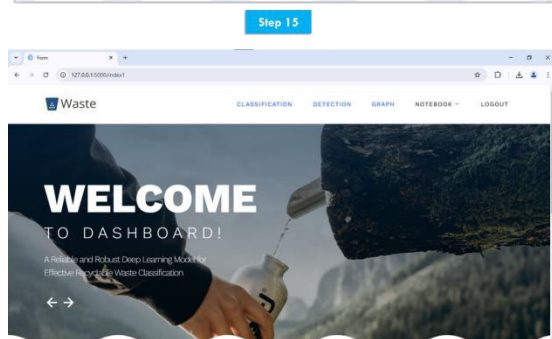 Step 15
Form
127.0.0.1:5000/index1
Waste
CLASSIFICATION DETECTION GRAPH NOTEBOOK LOGOUT
WELCOME
TO DASHBOARD!
A Reliable and Robust Deep Learning Model for
Effective Recyclable Waste Classification